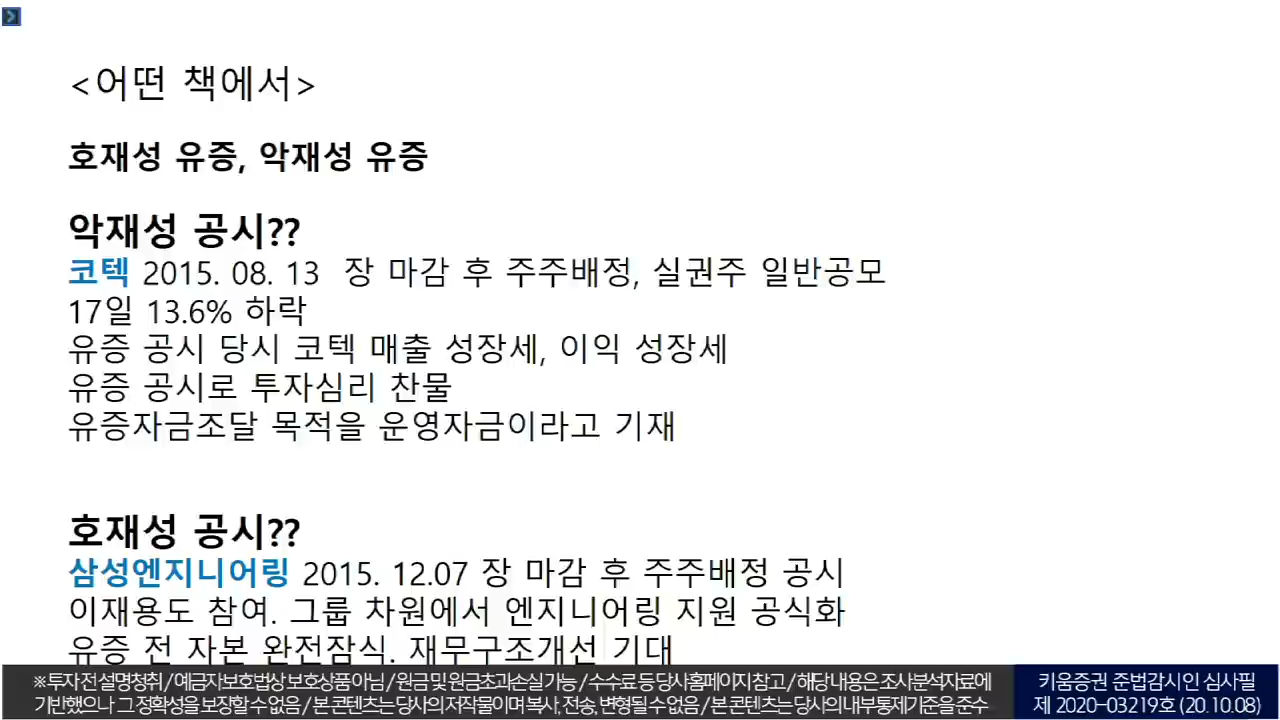 <어떤 책에서>
호재성 유증, 악재성 유증
악재성 공시??
코텍 2015. 08. 13 장 마감 후 주주배정, 실권주 일반공모
17일 13.6% 하락
유증 공시 당시 코텍 매출 성장세, 이익 성장세
유증 공시로 투자심리 찬물
유증자금조달 목적을 운영자금이라고 기재
호재성 공시??
삼성엔지니어링 2015. 12.07 장 마감 후 주주배정 공시
이재용도 참여. 그룹 차원에서 엔지니어링 지원 공식화
유증 전 자본 완전잠식. 재무구조개선 기대
※투자 전 설명청취 / 예금자보호법상 보호상품 아님 / 원금 및 원금초과손실 가능 / 수수료 등 당사홈페이지 참고 / 해당 내용은 조사분석자료에
기반했으나 그 정확성을 보장할 수 없음 / 본 콘텐츠는 당사의 저작물이며 복사, 전송, 변형될 수 없음 / 본 콘텐츠는 당사의 내부통제기준을 준수
키움증권 준법감시인 심사필
제 2020-03219호 (20.10.08)